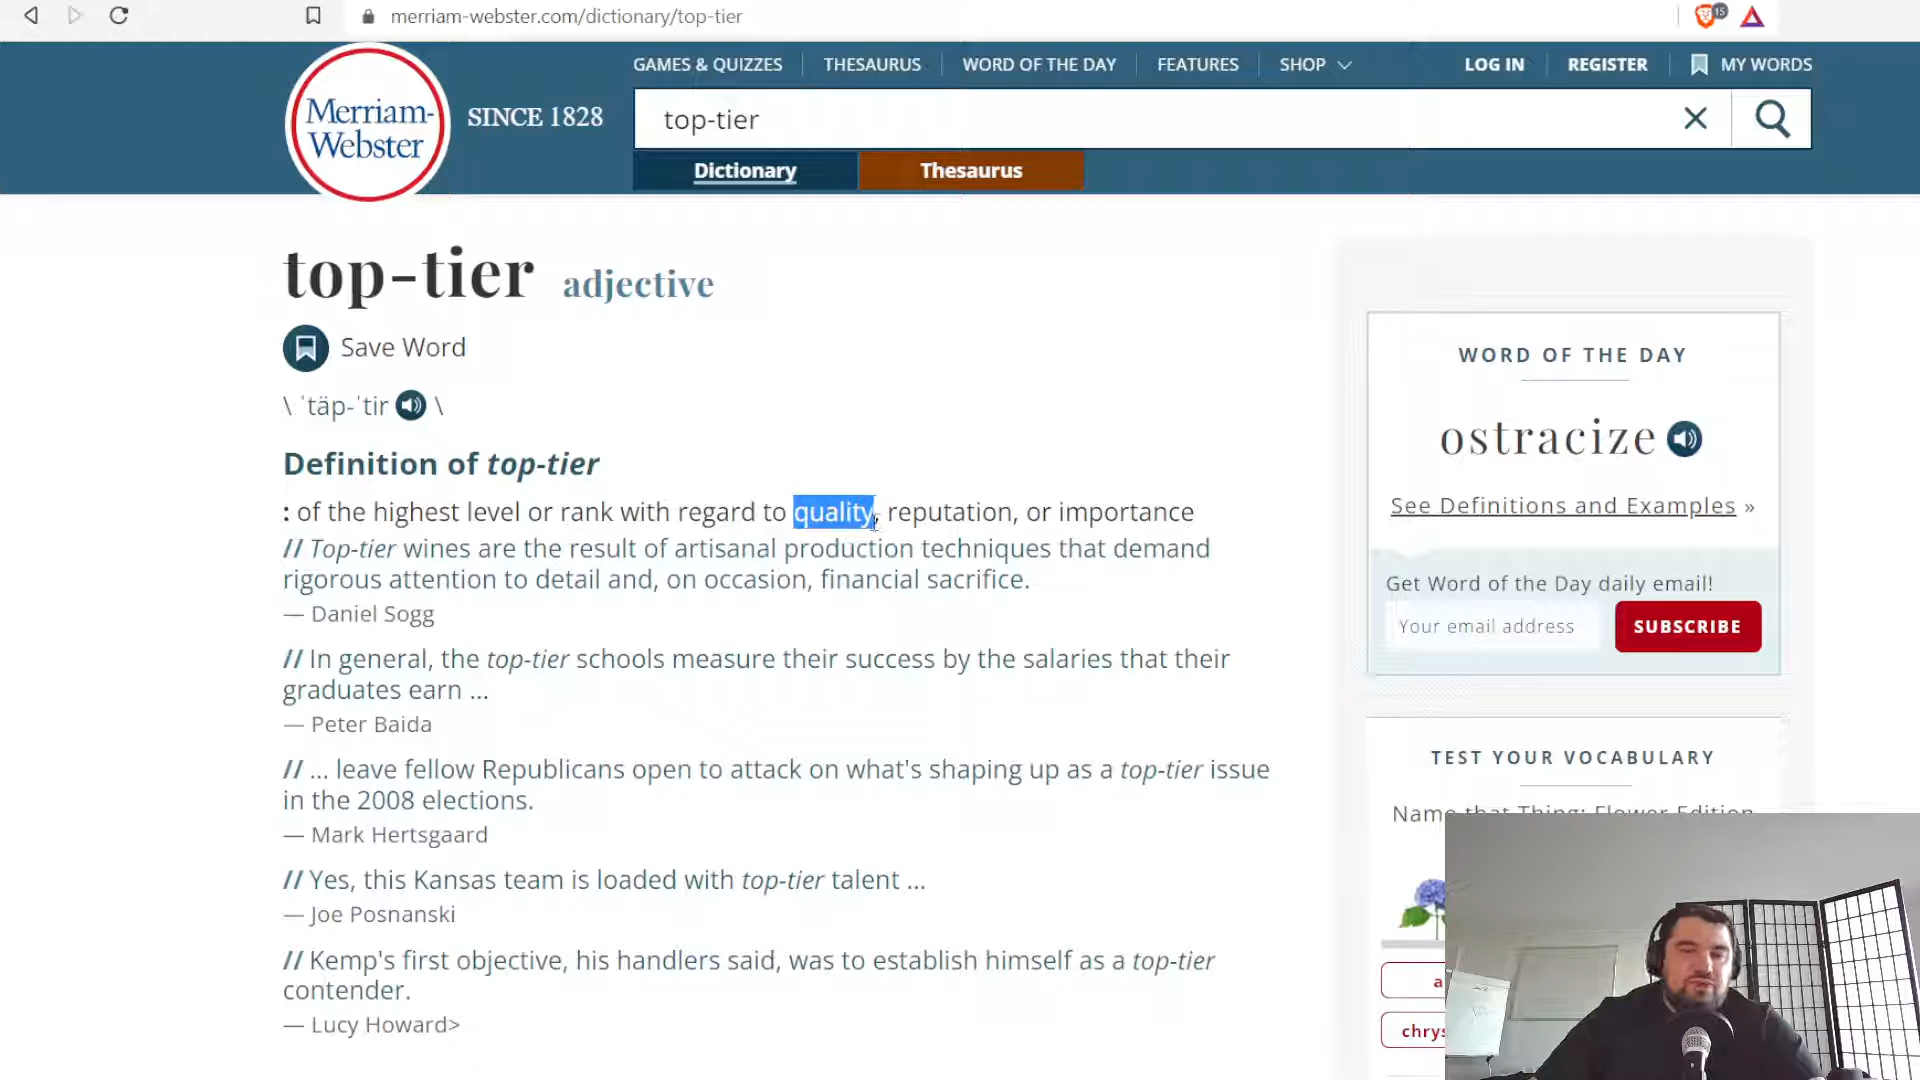 merriam-webster.com/dictionary/top-tier
15
GAMES & QUIZZES
THESAURUS
WORD OF THE DAY
FEATURES
SHOP
LOG IN
REGISTER
MY WORDS
Merriam-
Webster
SINCE 1828
top-tier
Dictionary
Thesaurus
top-tier adjective
Save Word
\ ˈtäp-ˈtir \
Definition of top-tier
: of the highest level or rank with regard to quality, reputation, or importance
// Top-tier wines are the result of artisanal production techniques that demand
rigorous attention to detail and, on occasion, financial sacrifice.
— Daniel Sogg
// In general, the top-tier schools measure their success by the salaries that their
graduates earn ...
— Peter Baida
// ... leave fellow Republicans open to attack on what's shaping up as a top-tier issue
in the 2008 elections.
— Mark Hertsgaard
// Yes, this Kansas team is loaded with top-tier talent ...
— Joe Posnanski
// Kemp's first objective, his handlers said, was to establish himself as a top-tier
contender.
— Lucy Howard>
WORD OF THE DAY
ostracize
See Definitions and Examples »
Get Word of the Day daily email!
Your email address
SUBSCRIBE
TEST YOUR VOCABULARY
Name that Thing: Flower Edition
a
chrys